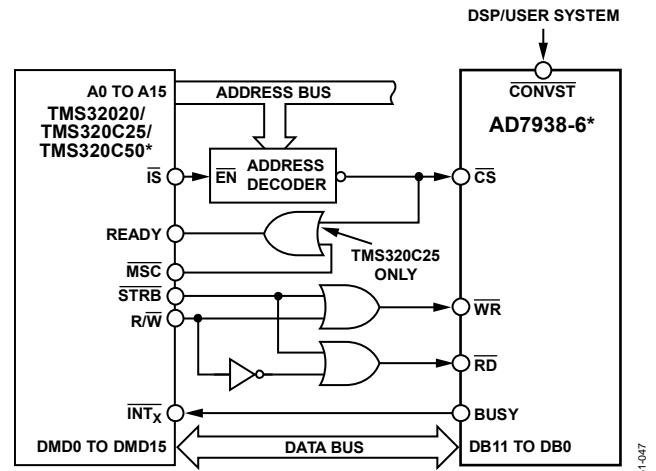 DSP/USER SYSTEM
A0 TO A15
ADDRESS BUS
CONVST
TMS32020/
TMS320C25/
TMS320C50*
AD7938-6*
IS
EN
ADDRESS
DECODER
CS
READY
TMS320C25
ONLY
MSC
STRB
R/W
WR
RD
INTX
BUSY
DMD0 TO DMD15
DATA BUS
DB11 TO DB0
1-047